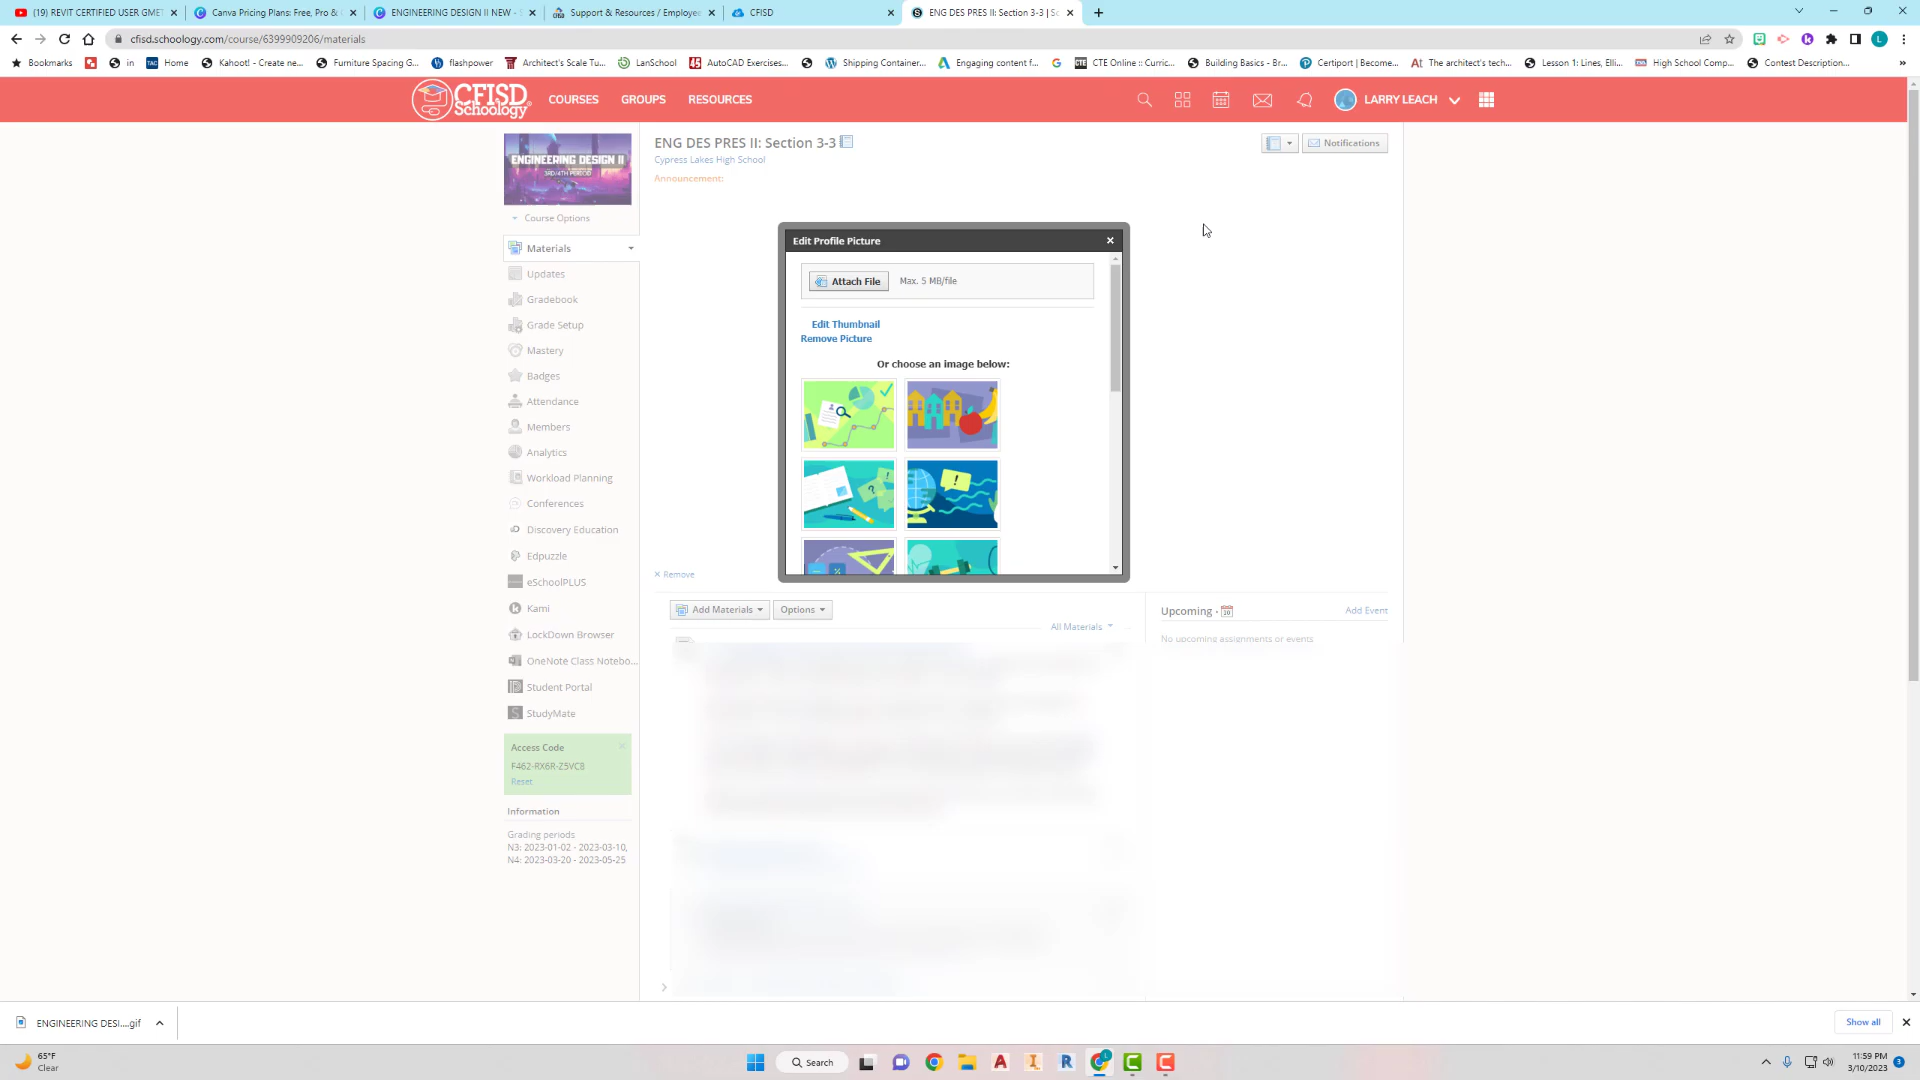 (19) REVIT CERTIFIED USER GMET
Canva Pricing Plans: Free, Pro &
ENGINEERING DESIGN II NEW -
Support & Resources / Employee
CFISD
ENG DES PRES II: Section 3-3 | Sc
cfisd.schoology.com/course/6399909206/materials
L
Bookmarks
in
TAC Home
Kahoot! - Create ne...
Furniture Spacing G...
flashpower
Architect's Scale Tu...
LanSchool
AutoCAD Exercises...
Shipping Container...
Engaging content f...
CTE Online :: Curric...
Building Basics - Br...
Certiport | Become...
The architect's tech...
Lesson 1: Lines, Elli...
High School Comp...
Contest Description...
CFISD
Schoology
COURSES
GROUPS
RESOURCES
LARRY LEACH
ENGINEERING DESIGN II
3RD/4TH PERIOD
Course Options
ENG DES PRES II: Section 3-3
Cypress Lakes High School
Announcement:
Notifications
Materials
Updates
Gradebook
Grade Setup
Mastery
Badges
Attendance
Members
Analytics
Workload Planning
Conferences
Discovery Education
Edpuzzle
eSchoolPLUS
Kami
LockDown Browser
OneNote Class Notebo...
Student Portal
StudyMate
Access Code
F462-RX6R-Z5VC8
Reset
Information
Grading periods
N3: 2023-01-02 - 2023-03-10,
N4: 2023-03-20 - 2023-05-25
Edit Profile Picture
Attach File
Max. 5 MB/file
Edit Thumbnail
Remove Picture
Or choose an image below:
Remove
Add Materials
Options
All Materials
Upcoming
10
Add Event
No upcoming assignments or events
ENGINEERING DESI....gif
Show all
65°F
Clear
Search
11:59 PM
3/10/2023
3